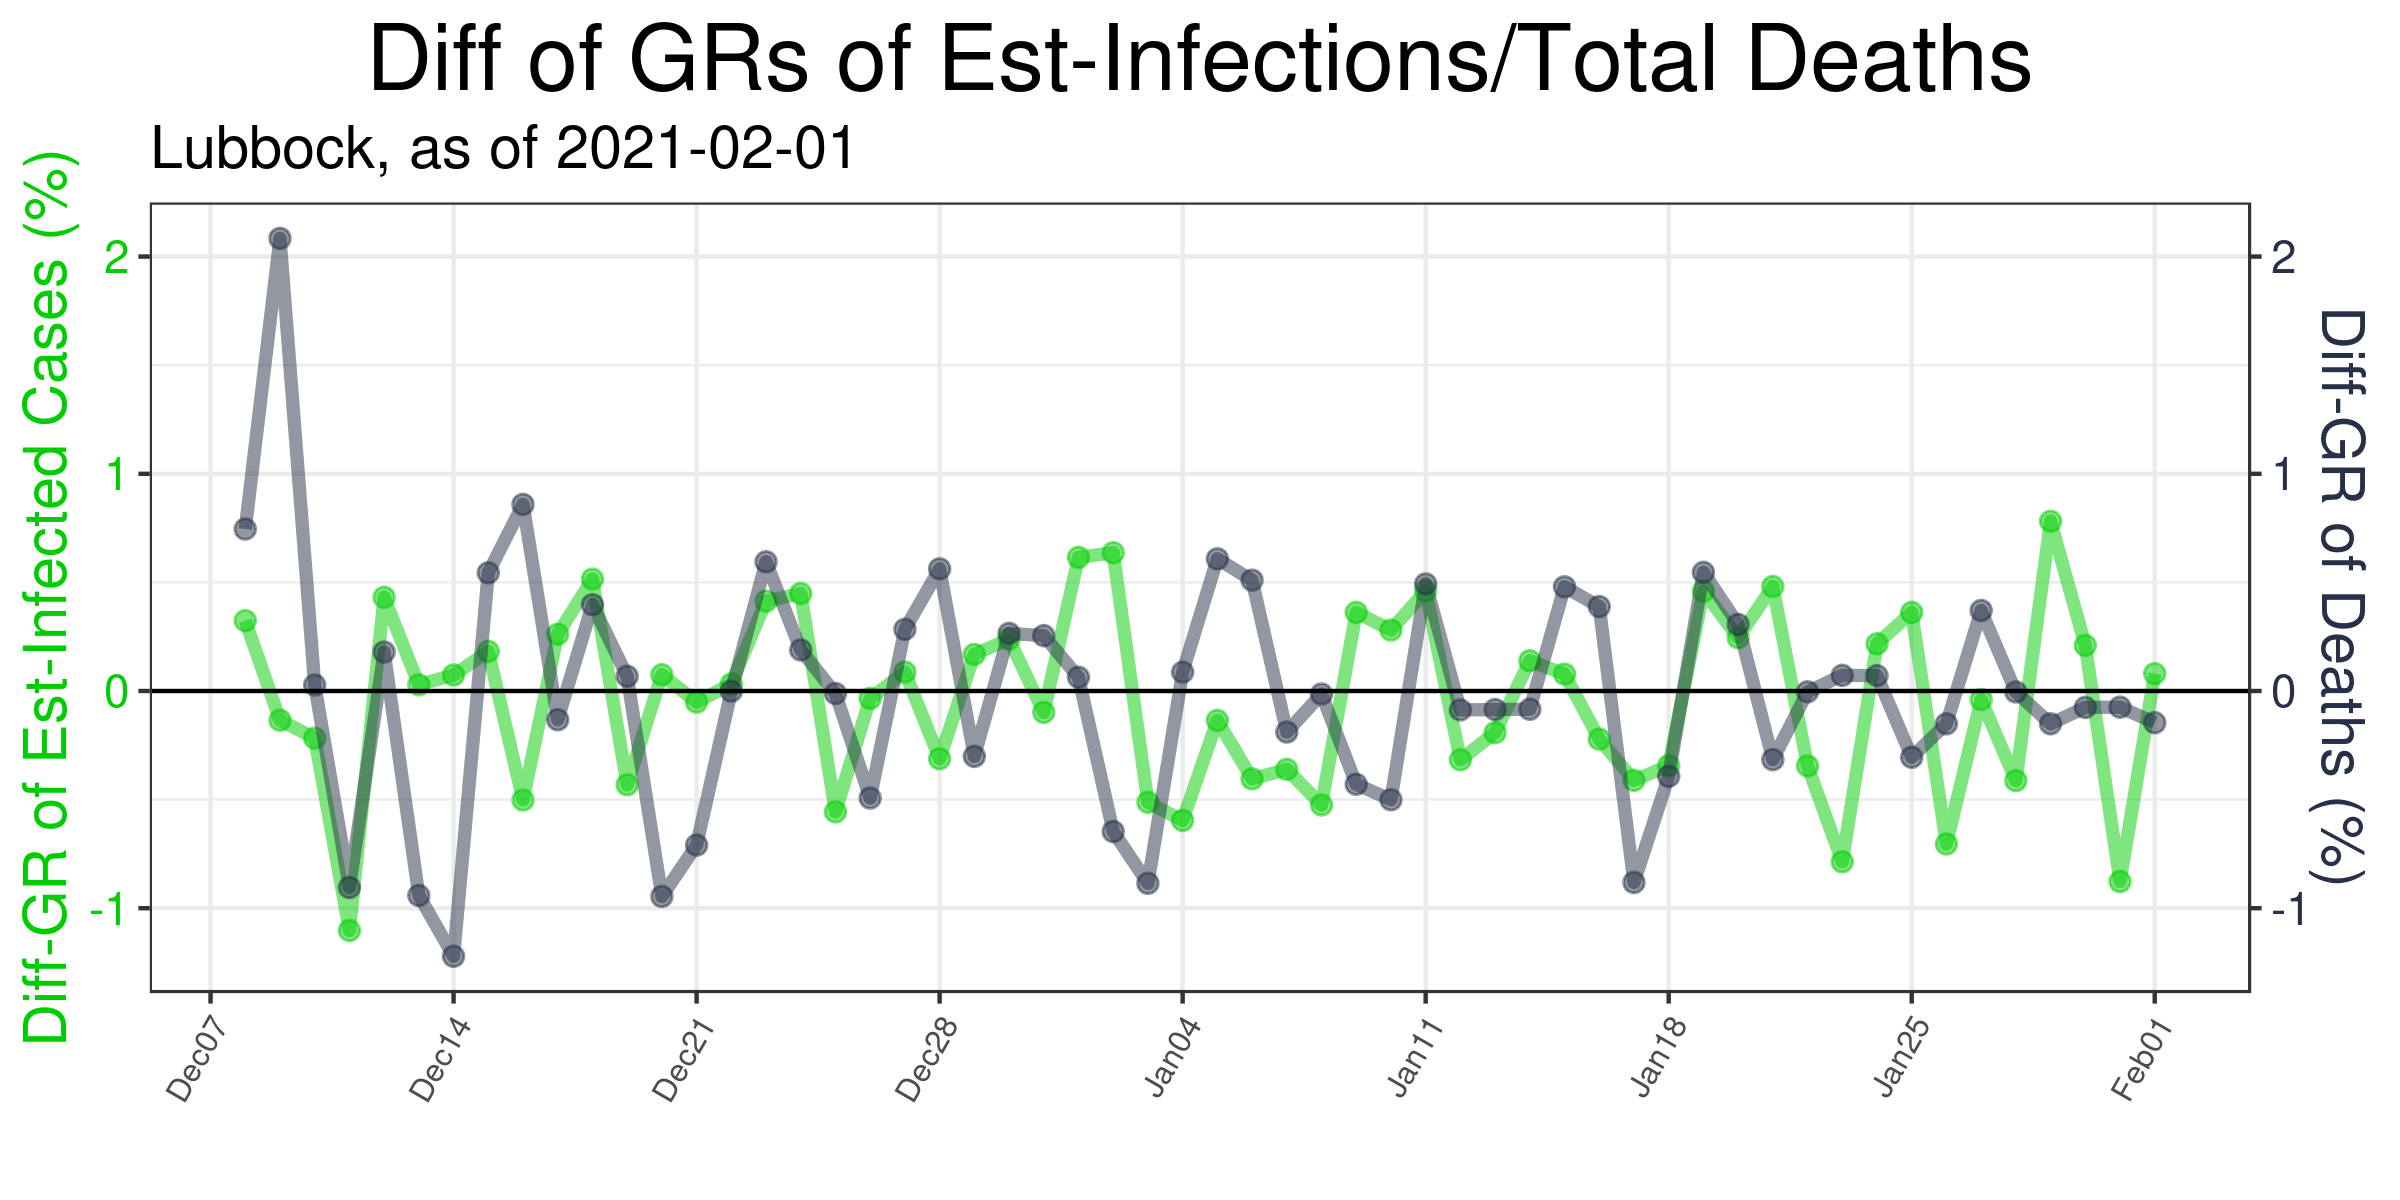 Diff of GRs of Est-Infections/Total Deaths
Lubbock, as of 2021-02-01
Diff-GR of Est-Infected Cases (%)
2
1
0
-1
2
1
0
-1
Diff-GR of Deaths (%)
Dec07
Dec14
Dec21
Dec28
Jan04
Jan11
Jan18
Jan25
Feb01